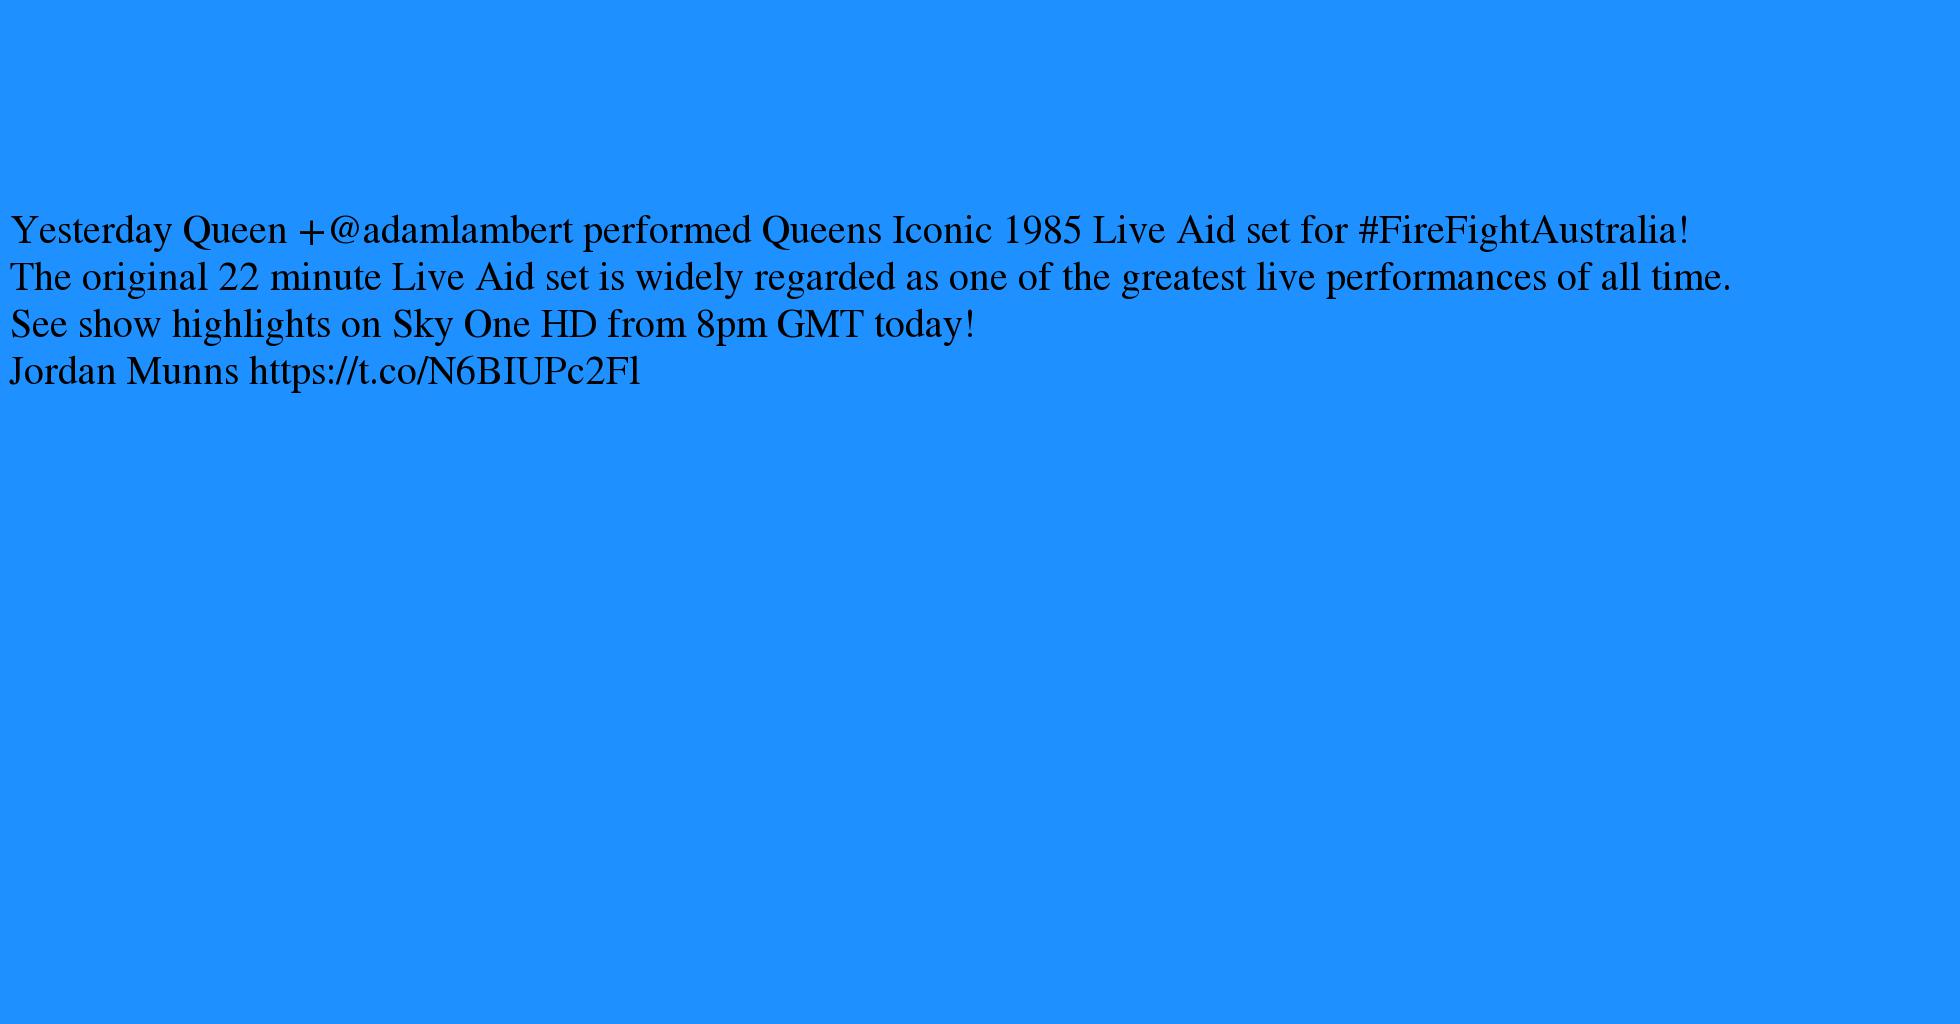 Yesterday Queen +@adamlambert performed Queens Iconic 1985 Live Aid set for #FireFightAustralia!
The original 22 minute Live Aid set is widely regarded as one of the greatest live performances of all time.
See show highlights on Sky One HD from 8pm GMT today!
Jordan Munns https://t.co/N6BIUPc2Fl